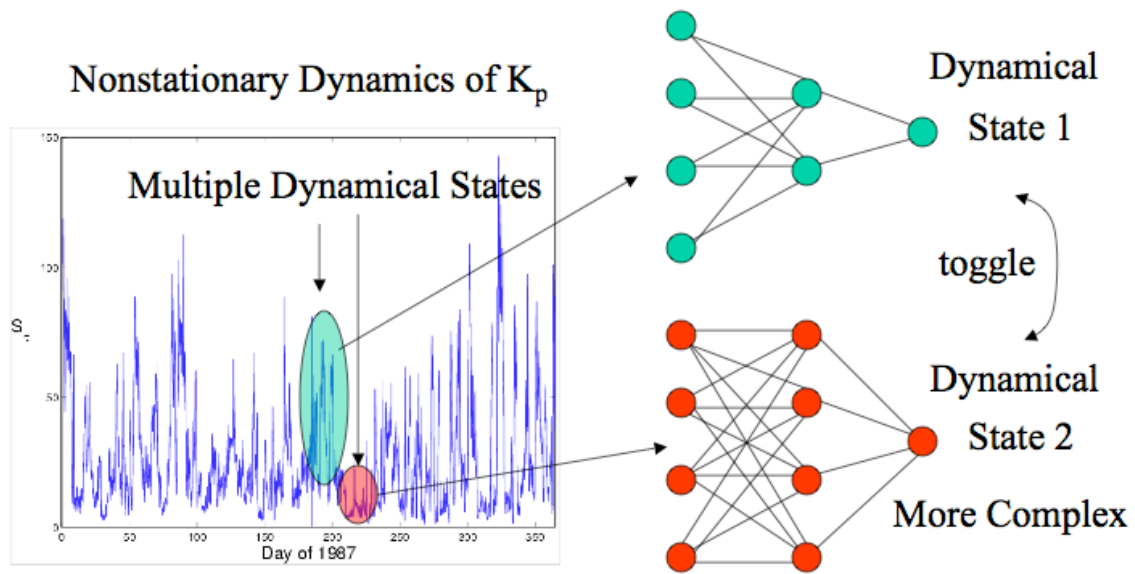 Nonstationary Dynamics of Kp
Multiple Dynamical States
150
100
50
0
S
0 50 100 150 200 250 300 350
Day of 1987
Dynamical
State 1
toggle
Dynamical
State 2
More Complex